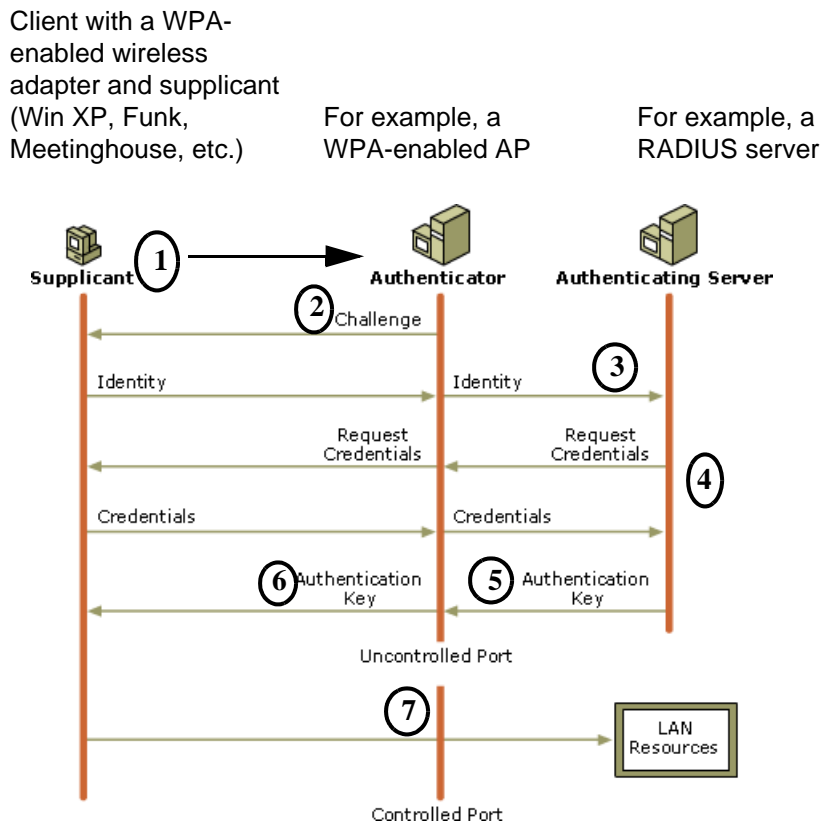 Client with a WPA-
enabled wireless
adapter and supplicant
(Win XP, Funk,
Meetinghouse, etc.)
For example, a
WPA-enabled AP
For example, a
RADIUS server
1
Supplicant
Authenticator
Authenticating Server
2
Challenge
Identity
Identity
3
Request
Credentials
Request
Credentials
4
Credentials
Credentials
6
Authentication
Key
5
Authentication
Key
Uncontrolled Port
7
LAN
Resources
Controlled Port